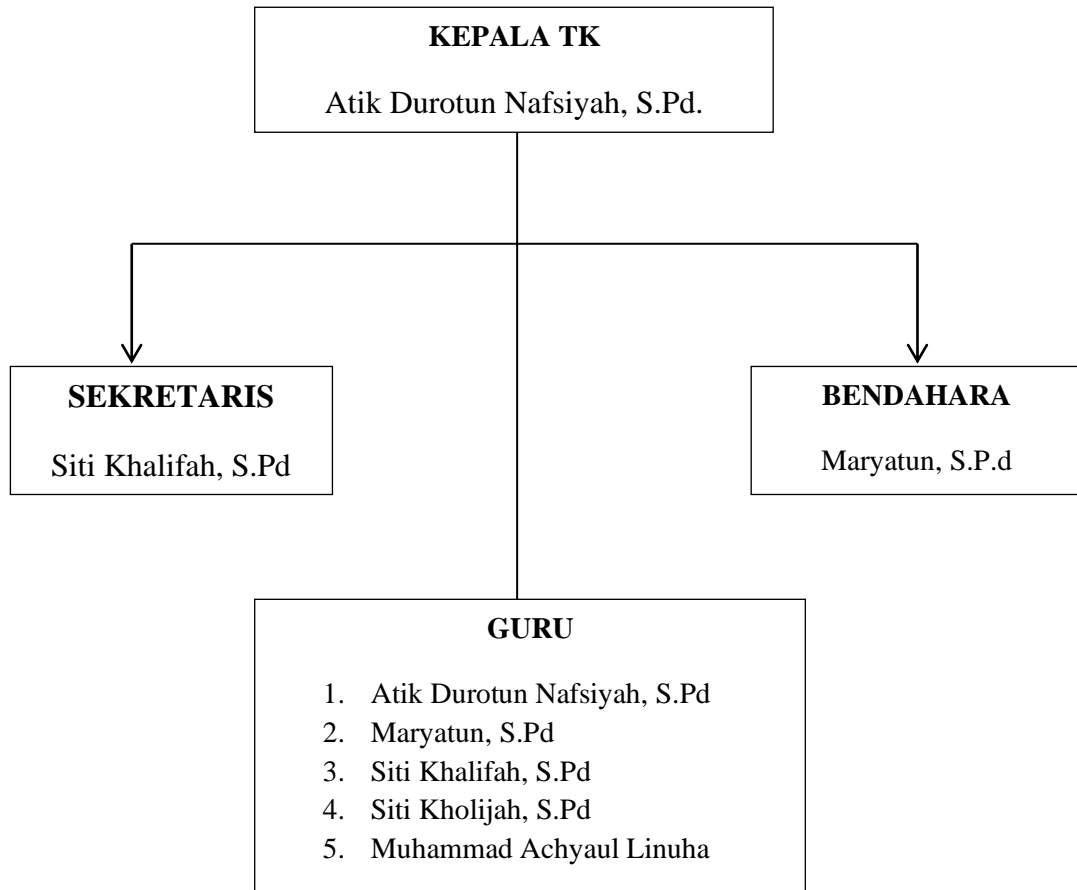 KEPALA TK
Atik Durotun Nafsiyah, S.Pd.
SEKRETARIS
Siti Khalifah, S.Pd
BENDAHARA
Maryatun, S.P.d
GURU
1. Atik Durotun Nafsiyah, S.Pd
2. Maryatun, S.Pd
3. Siti Khalifah, S.Pd
4. Siti Kholijah, S.Pd
5. Muhammad Achyaul Linuha